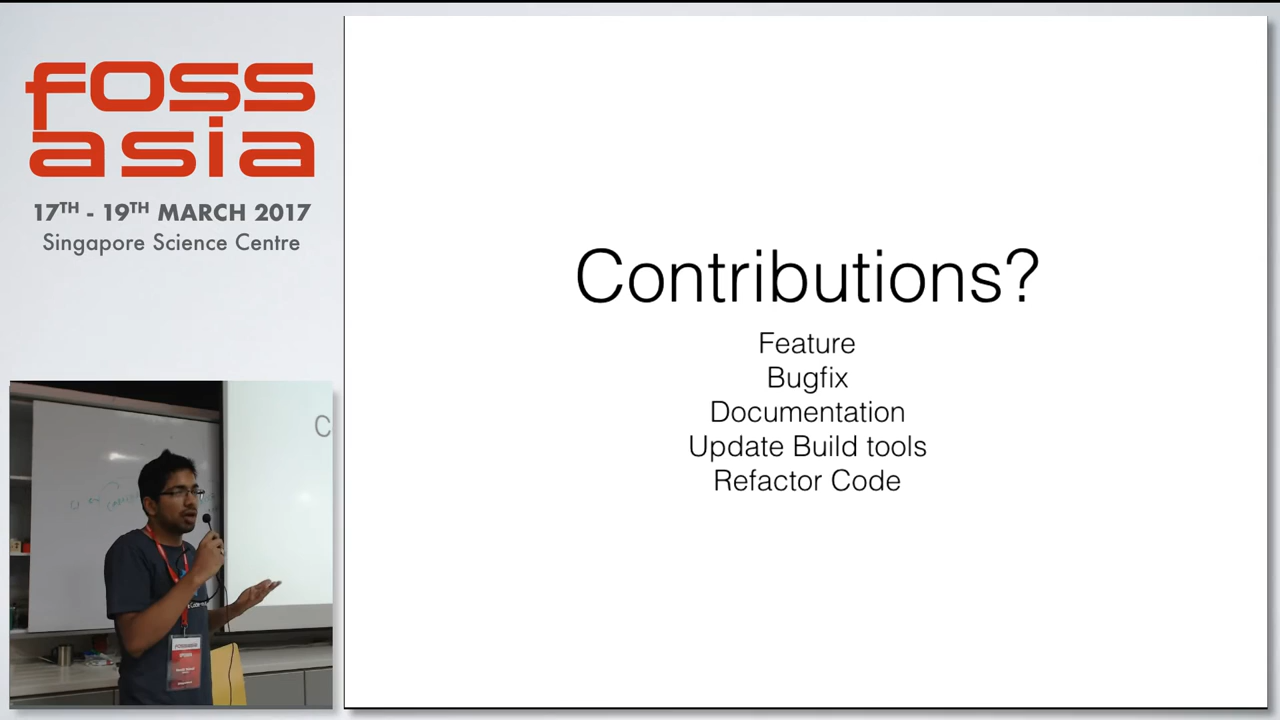 foss
asia
17TH - 19TH MARCH 2017
Singapore Science Centre
Contributions?
Feature
Bugfix
Documentation
Update Build tools
Refactor Code
C